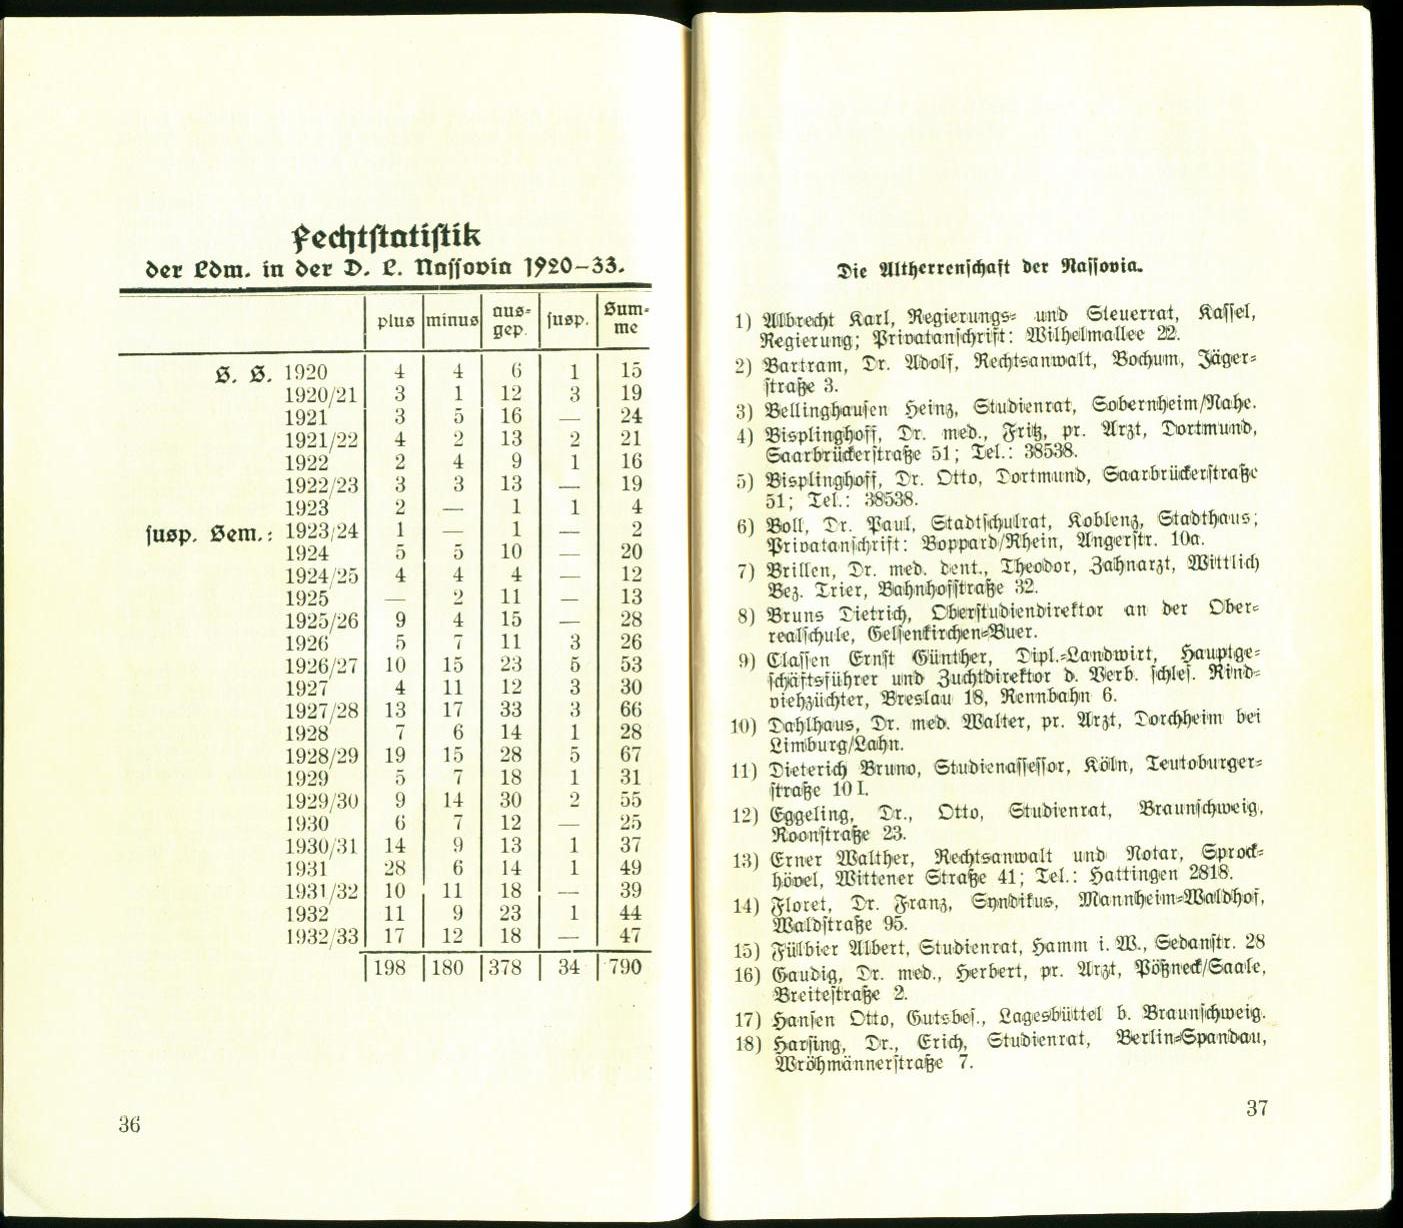 Fechtstatistik
der Ldm. in der D. L. Nassovia 1920–33.
plus minus aus-gep. susp. Sum-me
S. S. 1920 4 4 6 1 15
1920/21 3 1 12 3 19
1921 3 5 16 — 24
1921/22 4 2 13 2 21
1922 2 4 9 1 16
1922/23 3 3 13 — 19
1923 2 — 1 1 4
susp. Sem.: 1923/24 1 — 1 — 2
1924 5 5 10 — 20
1924/25 4 4 4 — 12
1925 — 2 11 — 13
1925/26 9 4 15 — 28
1926 5 7 11 3 26
1926/27 10 15 23 5 53
1927 4 11 12 3 30
1927/28 13 17 33 3 66
1928 7 6 14 1 28
1928/29 19 15 28 5 67
1929 5 7 18 1 31
1929/30 9 14 30 2 55
1930 6 7 12 — 25
1930/31 14 9 13 1 37
1931 28 6 14 1 49
1931/32 10 11 18 — 39
1932 11 9 23 1 44
1932/33 17 12 18 — 47
198 180 378 34 790
36
Die Altherrenschaft der Nassovia.
1) Albrecht Karl, Regierungs- und Steuerrat, Kassel,
Regierung; Privatanschrift: Wilhelmallee 22.
2) Bartram, Dr. Adolf, Rechtsanwalt, Bochum, Jäger-
straße 3.
3) Bellinghausen Heinz, Studienrat, Sobernheim/Nahe.
4) Bisplinghoff, Dr. med., Fritz, pr. Arzt, Dortmund,
Saarbrückerstraße 51; Tel.: 38538.
5) Bisplinghoff, Dr. Otto, Dortmund, Saarbrückerstraße
51; Tel.: 38538.
6) Boll, Dr. Paul, Stadtschulrat, Koblenz, Stadthaus;
Privatanschrift: Boppard/Rhein, Angerstr. 10a.
7) Brillen, Dr. med. dent., Theodor, Zahnarzt, Wittlich
Bez. Trier, Bahnhofstraße 32.
8) Bruns Dietrich, Oberstudiendirektor an der Ober-
realschule, Gelsenkirchen-Buer.
9) Classen Ernst Günther, Dipl.-Landwirt, Hauptge-
schäftsführer und Zuchtdirektor d. Verb. schles. Rind-
viehzüchter, Breslau 18, Rennbahn 6.
10) Dahlhaus, Dr. med. Walter, pr. Arzt, Dorchheim bei
Limburg/Lahn.
11) Dieterich Bruno, Studienassessor, Köln, Teutoburger-
straße 10 I.
12) Eggeling, Dr., Otto, Studienrat, Braunschweig,
Roonstraße 23.
13) Erner Walther, Rechtsanwalt und Notar, Sprock-
hövel, Wittener Straße 41; Tel.: Hattingen 2818.
14) Floret, Dr. Franz, Syndikus, Mannheim-Waldhof,
Waldstraße 95.
15) Fülbier Albert, Studienrat, Hamm i. W., Sedanstr. 28
16) Gaudig, Dr. med., Herbert, pr. Arzt, Pößneck/Saale,
Breitestraße 2.
17) Hansen Otto, Gutsbes., Lagesbüttel b. Braunschweig.
18) Harsing, Dr., Erich, Studienrat, Berlin-Spandau,
Wröhmännerstraße 7.
37